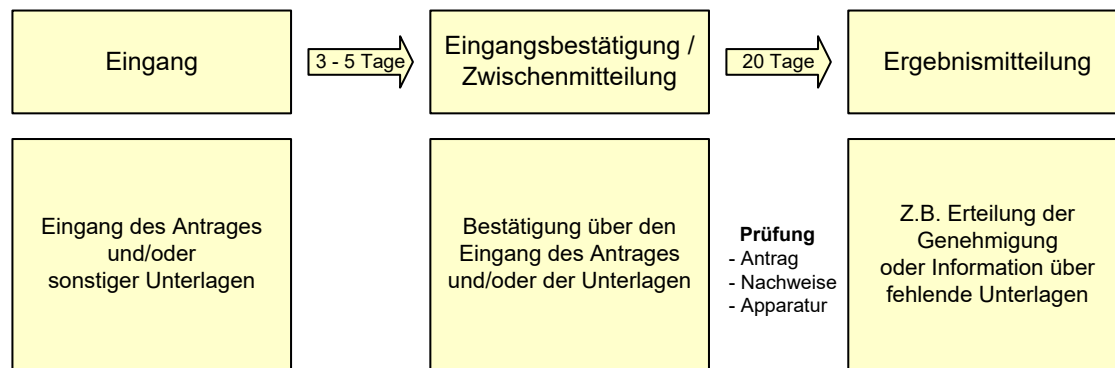 Eingang
3 - 5 Tage
Eingangsbestätigung /
Zwischenmitteilung
20 Tage
Ergebnismitteilung
Eingang des Antrages
und/oder
sonstiger Unterlagen
Bestätigung über den
Eingang des Antrages
und/oder der Unterlagen
Prüfung
- Antrag
- Nachweise
- Apparatur
Z.B. Erteilung der
Genehmigung
oder Information über
fehlende Unterlagen